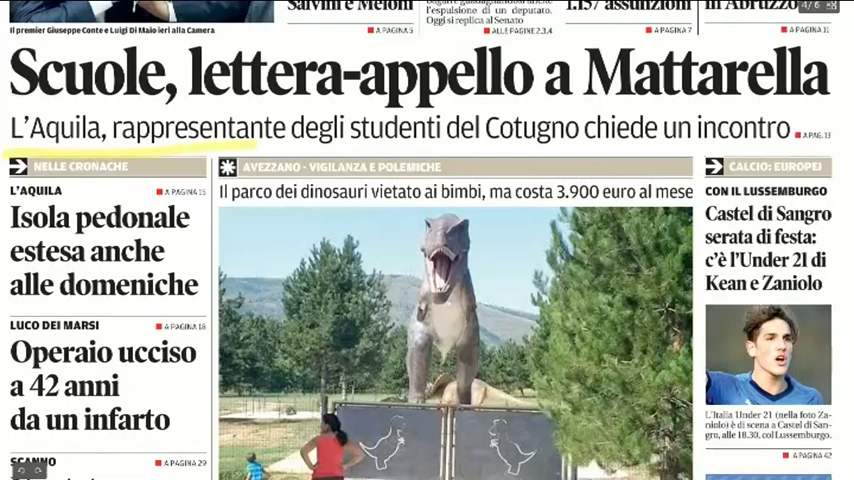 Salvini e Meloni
l'espulsione di un deputato.
Oggi si replica al Senato
1.157 assunzioni
in Abruzzo
4/6
Il premier Giuseppe Conte e Luigi Di Maio ieri alla Camera
A PAGINA 5
ALLE PAGINE 2,3,4
A PAGINA 7
A PAGINA 11
Scuole, lettera-appello a Mattarella
L'Aquila, rappresentante degli studenti del Cotugno chiede un incontro A PAG. 13
NELLE CRONACHE
L'AQUILA
A PAGINA 15
Isola pedonale
estesa anche
alle domeniche
LUCO DEI MARSI
A PAGINA 18
Operaio ucciso
a 42 anni
da un infarto
SCANNO
A PAGINA 29
AVEZZANO - VIGILANZA E POLEMICHE
Il parco dei dinosauri vietato ai bimbi, ma costa 3.900 euro al mese
CALCIO: EUROPEI
CON IL LUSSEMBURGO
Castel di Sangro
serata di festa:
c'è l'Under 21 di
Kean e Zaniolo
L'Italia Under 21 (nella foto Za-
niolo) è di scena a Castel di San-
gro, alle 18.30, col Lussemburgo.
A PAGINA 42